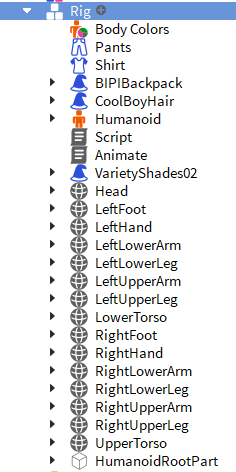 Rig
Body Colors
Pants
Shirt
BIPIBackpack
CoolBoyHair
Humanoid
Script
Animate
VarietyShades02
Head
LeftFoot
LeftHand
LeftLowerArm
LeftLowerLeg
LeftUpperArm
LeftUpperLeg
LowerTorso
RightFoot
RightHand
RightLowerArm
RightLowerLeg
RightUpperArm
RightUpperLeg
UpperTorso
HumanoidRootPart